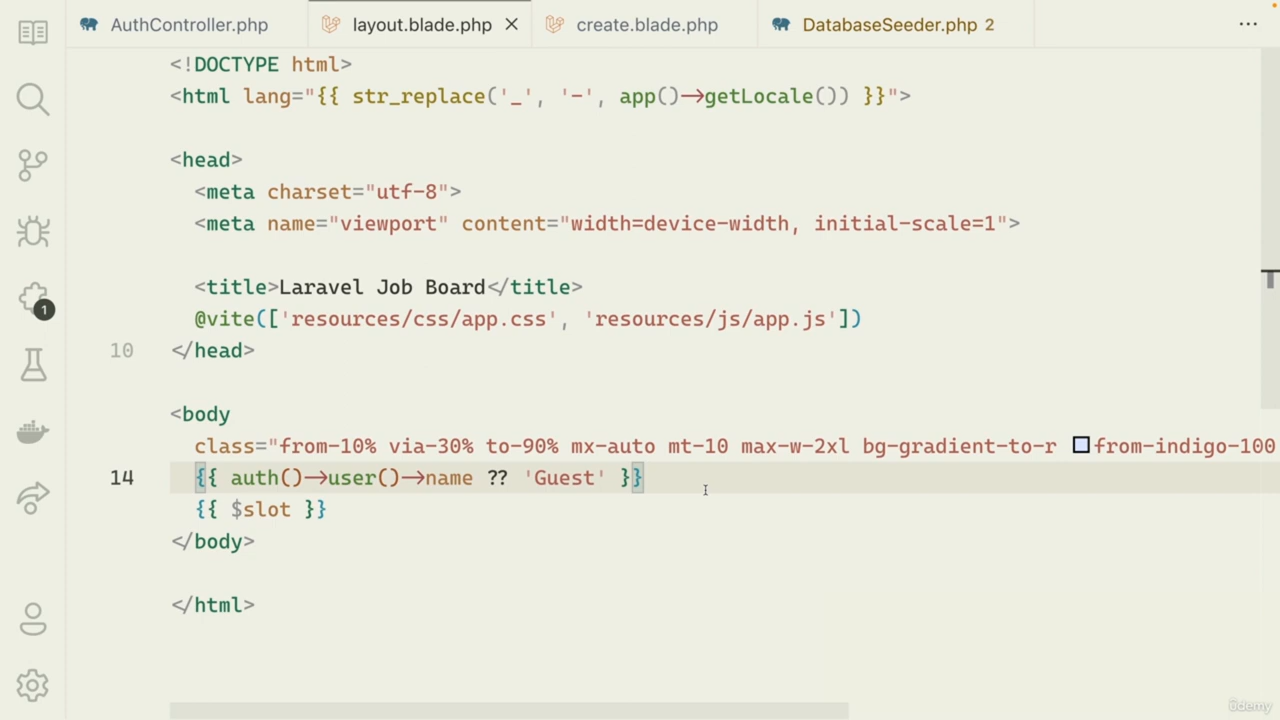 AuthController.php layout.blade.php create.blade.php DatabaseSeeder.php 2
<!DOCTYPE html>
<html lang="{{ str_replace('_', '-', app()->getLocale()) }}">
<head>
<meta charset="utf-8">
<meta name="viewport" content="width=device-width, initial-scale=1">
<title>Laravel Job Board</title>
@vite(['resources/css/app.css', 'resources/js/app.js'])
1
10 </head>
<body
class="from-10% via-30% to-90% mx-auto mt-10 max-w-2xl bg-gradient-to-r from-indigo-100
14 {{ auth()->user()->name ?? 'Guest' }}
{{ $slot }}
</body>
</html>
ûdemy